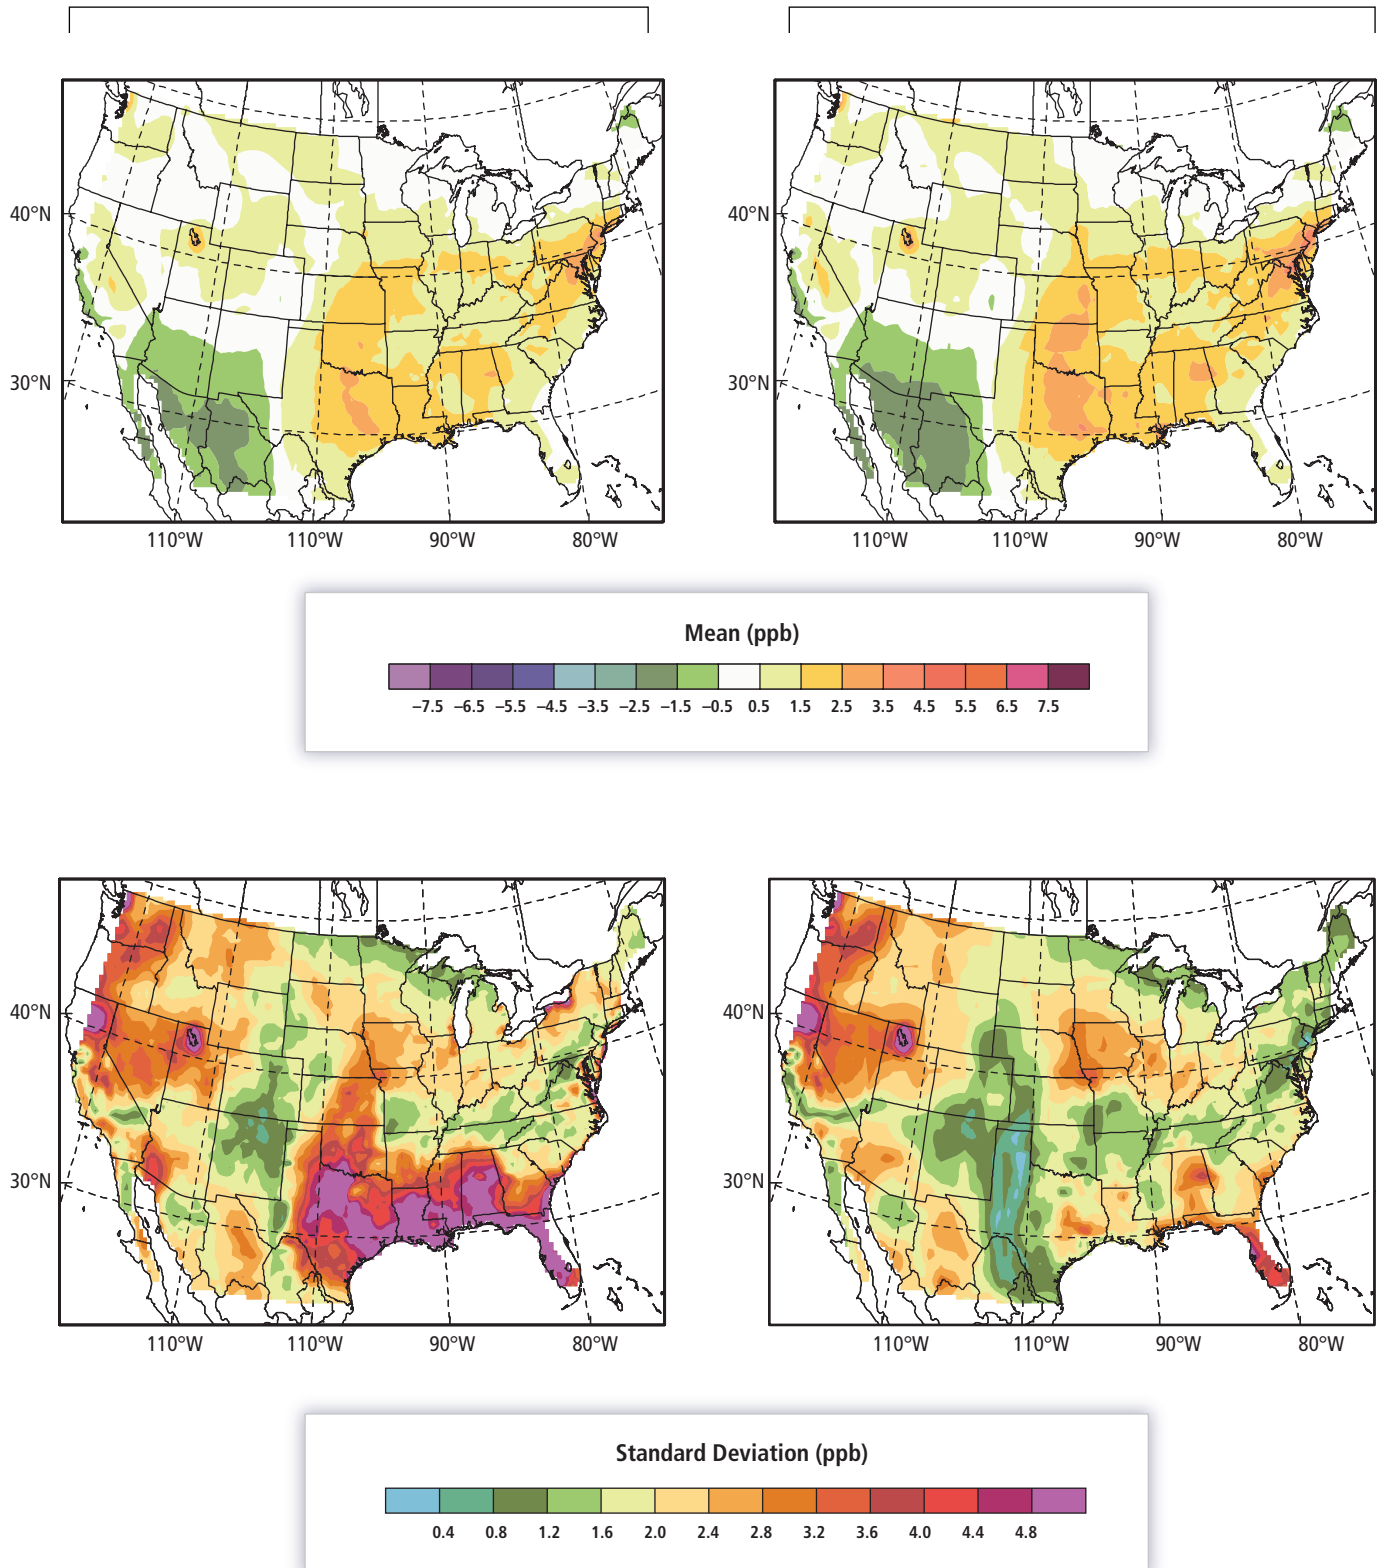 40°N
30°N
110°W 110°W 90°W 80°W
40°N
30°N
110°W 110°W 90°W 80°W
Mean (ppb)
–7.5 –6.5 –5.5 –4.5 –3.5 –2.5 –1.5 –0.5 0.5 1.5 2.5 3.5 4.5 5.5 6.5 7.5
40°N
30°N
110°W 100°W 90°W 80°W
40°N
30°N
110°W 110°W 90°W 80°W
Standard Deviation (ppb)
0.4 0.8 1.2 1.6 2.0 2.4 2.8 3.2 3.6 4.0 4.4 4.8